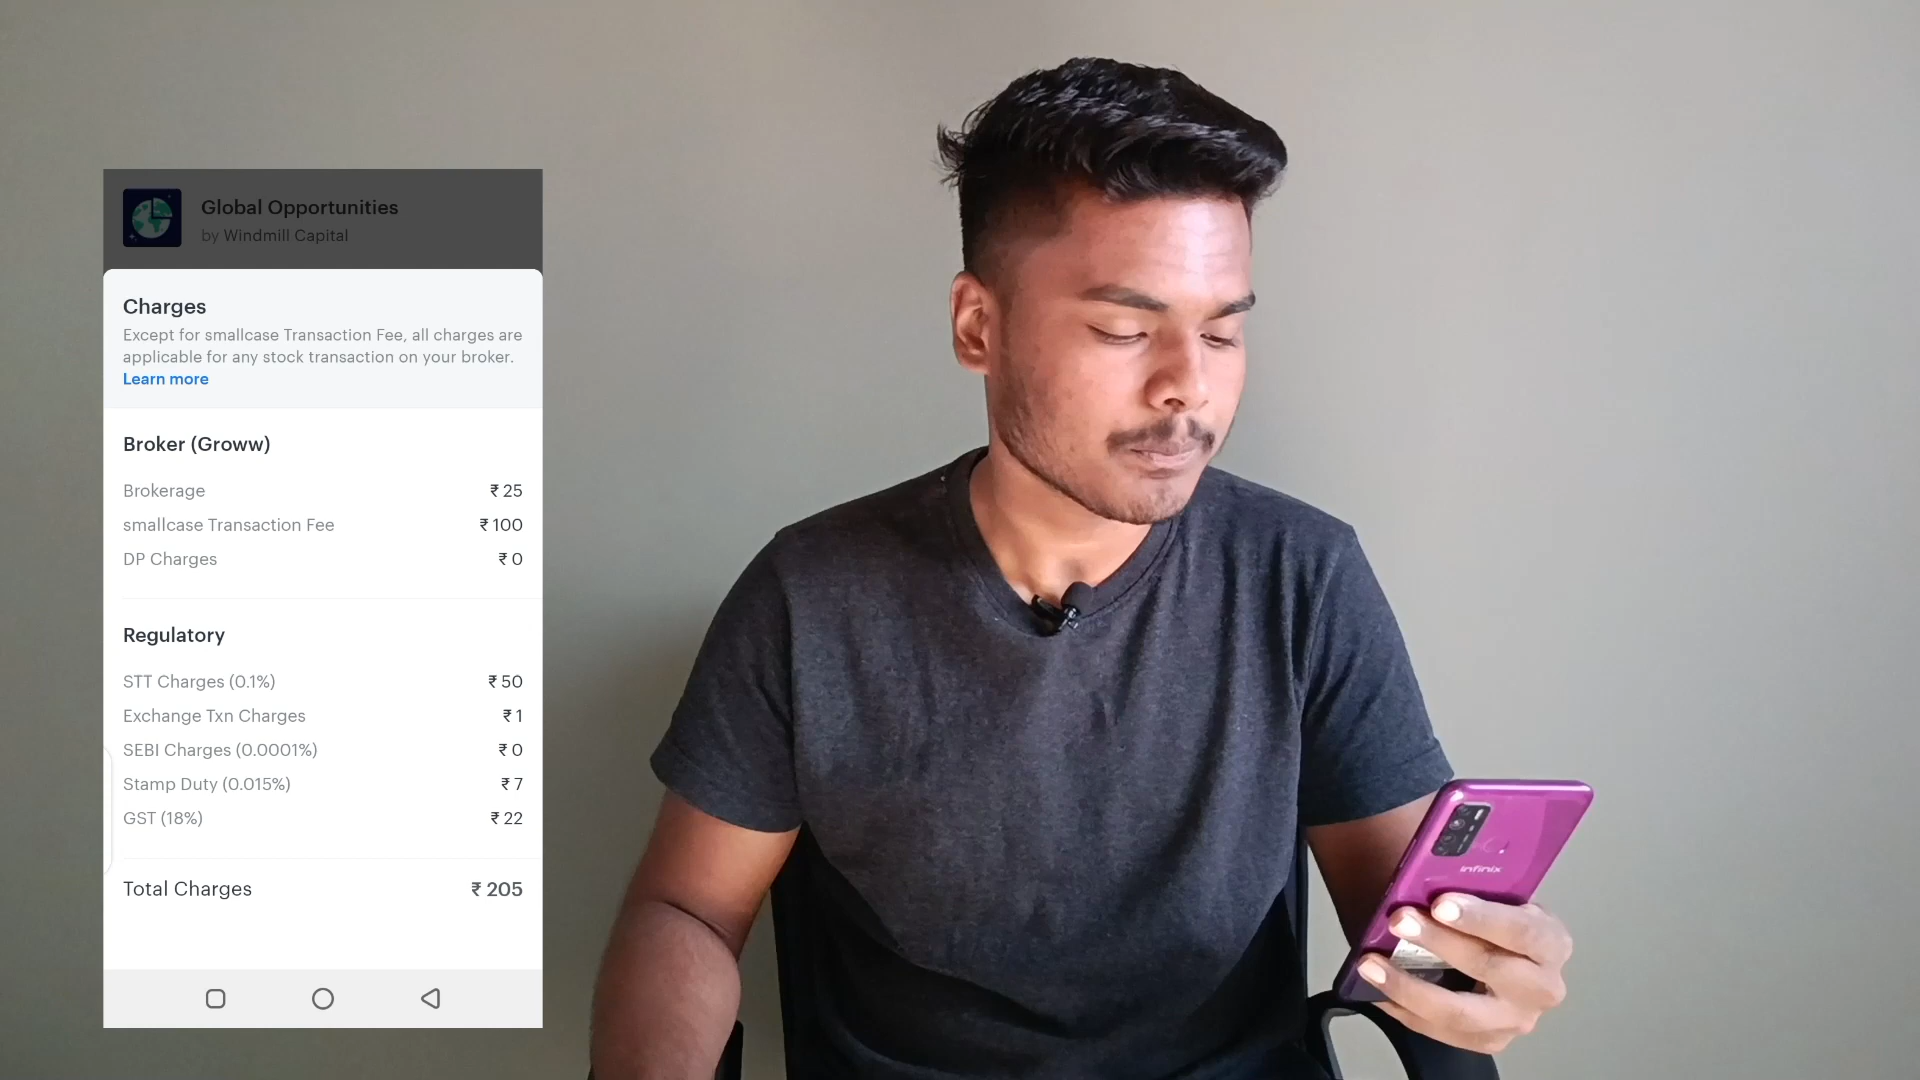 Global Opportunities
by Windmill Capital
Charges
Except for smallcase Transaction Fee, all charges are
applicable for any stock transaction on your broker.
Learn more
Broker (Groww)
Brokerage ₹ 25
smallcase Transaction Fee ₹ 100
DP Charges ₹ 0
Regulatory
STT Charges (0.1%) ₹ 50
Exchange Txn Charges ₹ 1
SEBI Charges (0.0001%) ₹ 0
Stamp Duty (0.015%) ₹ 7
GST (18%) ₹ 22
Total Charges ₹ 205
Infinix